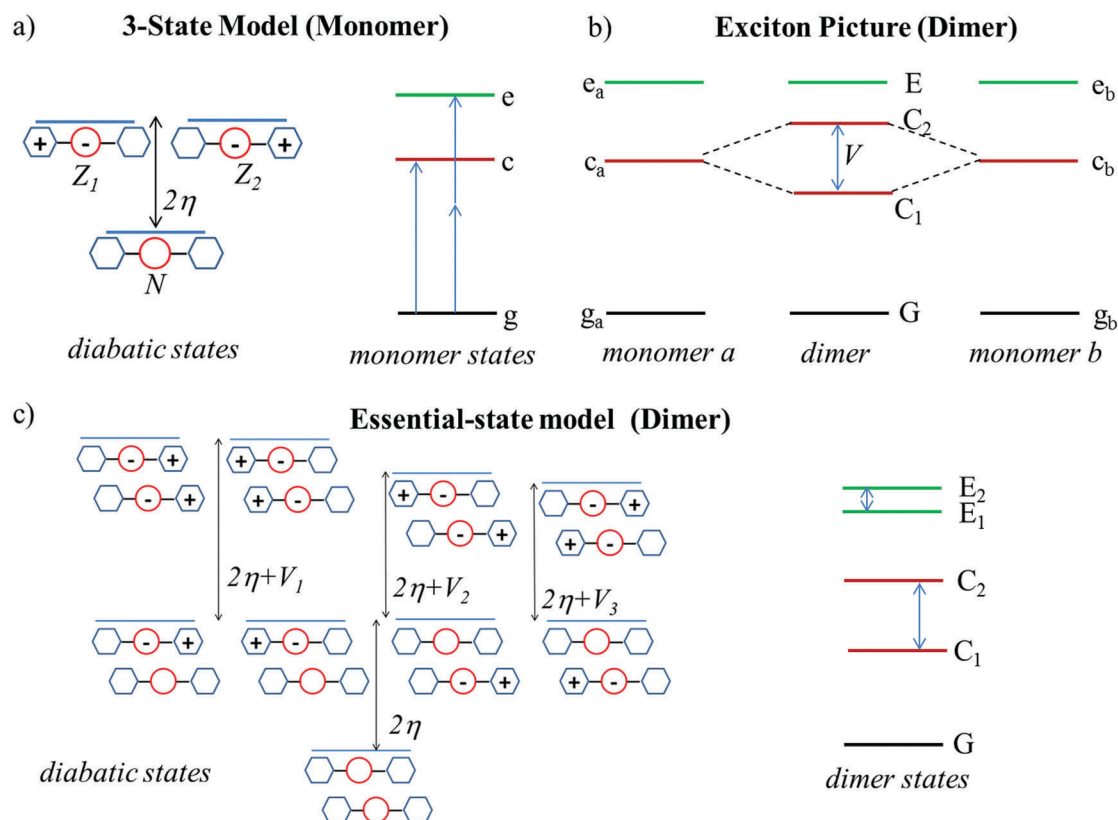 a)
3-State Model (Monomer)
+ - - +
Z1 Z2
2η
N
diabatic states
e
c
g
monomer states
b)
Exciton Picture (Dimer)
ea E eb
C2
ca V cb
C1
ga G gb
monomer a dimer monomer b
c)
Essential-state model (Dimer)
- + + -
- + + -
+ - - +
- + + -
2η+V1 2η+V2 2η+V3
- + + -
- + + -
2η
diabatic states
E2
E1
C2
C1
G
dimer states